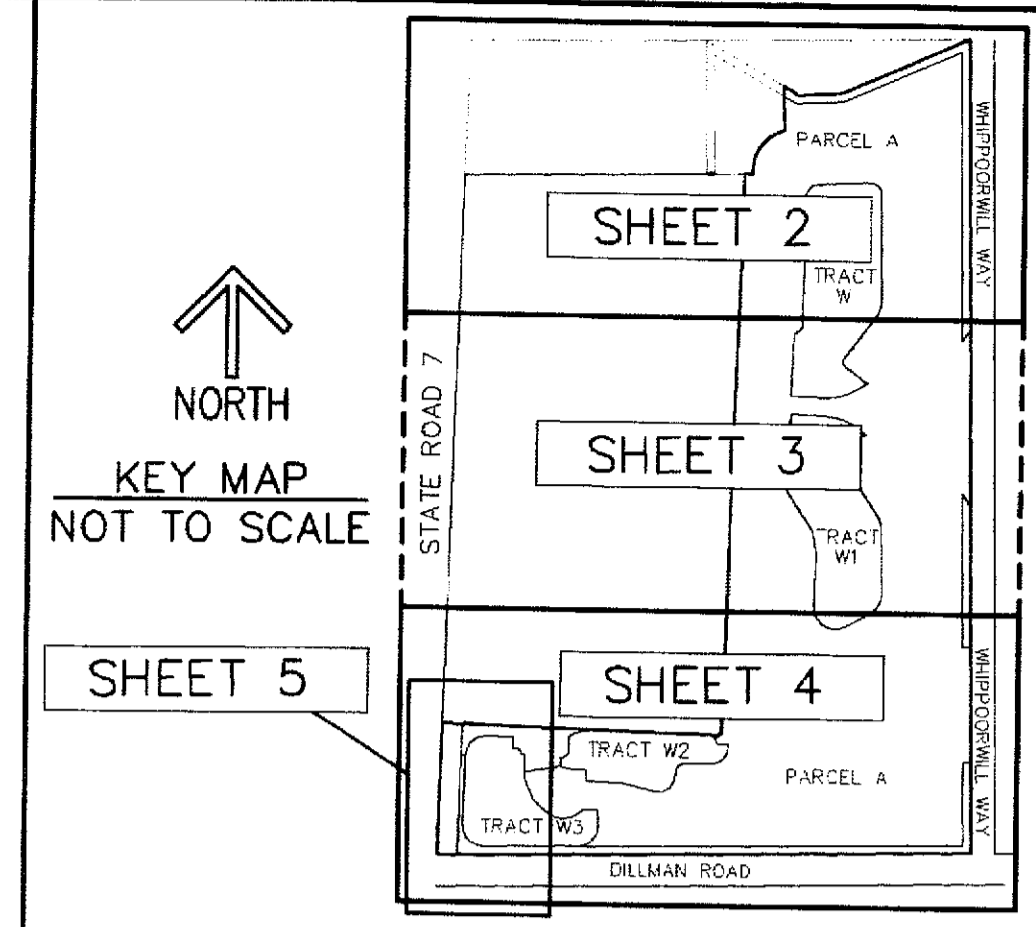 PARCEL A
WHIPPOORWILL WAY
SHEET 2
TRACT
W
NORTH
KEY MAP
NOT TO SCALE
STATE ROAD 7
SHEET 3
TRACT
W1
SHEET 5
SHEET 4
WHIPPOORWILL WAY
TRACT W2
PARCEL A
TRACT W3
DILLMAN ROAD